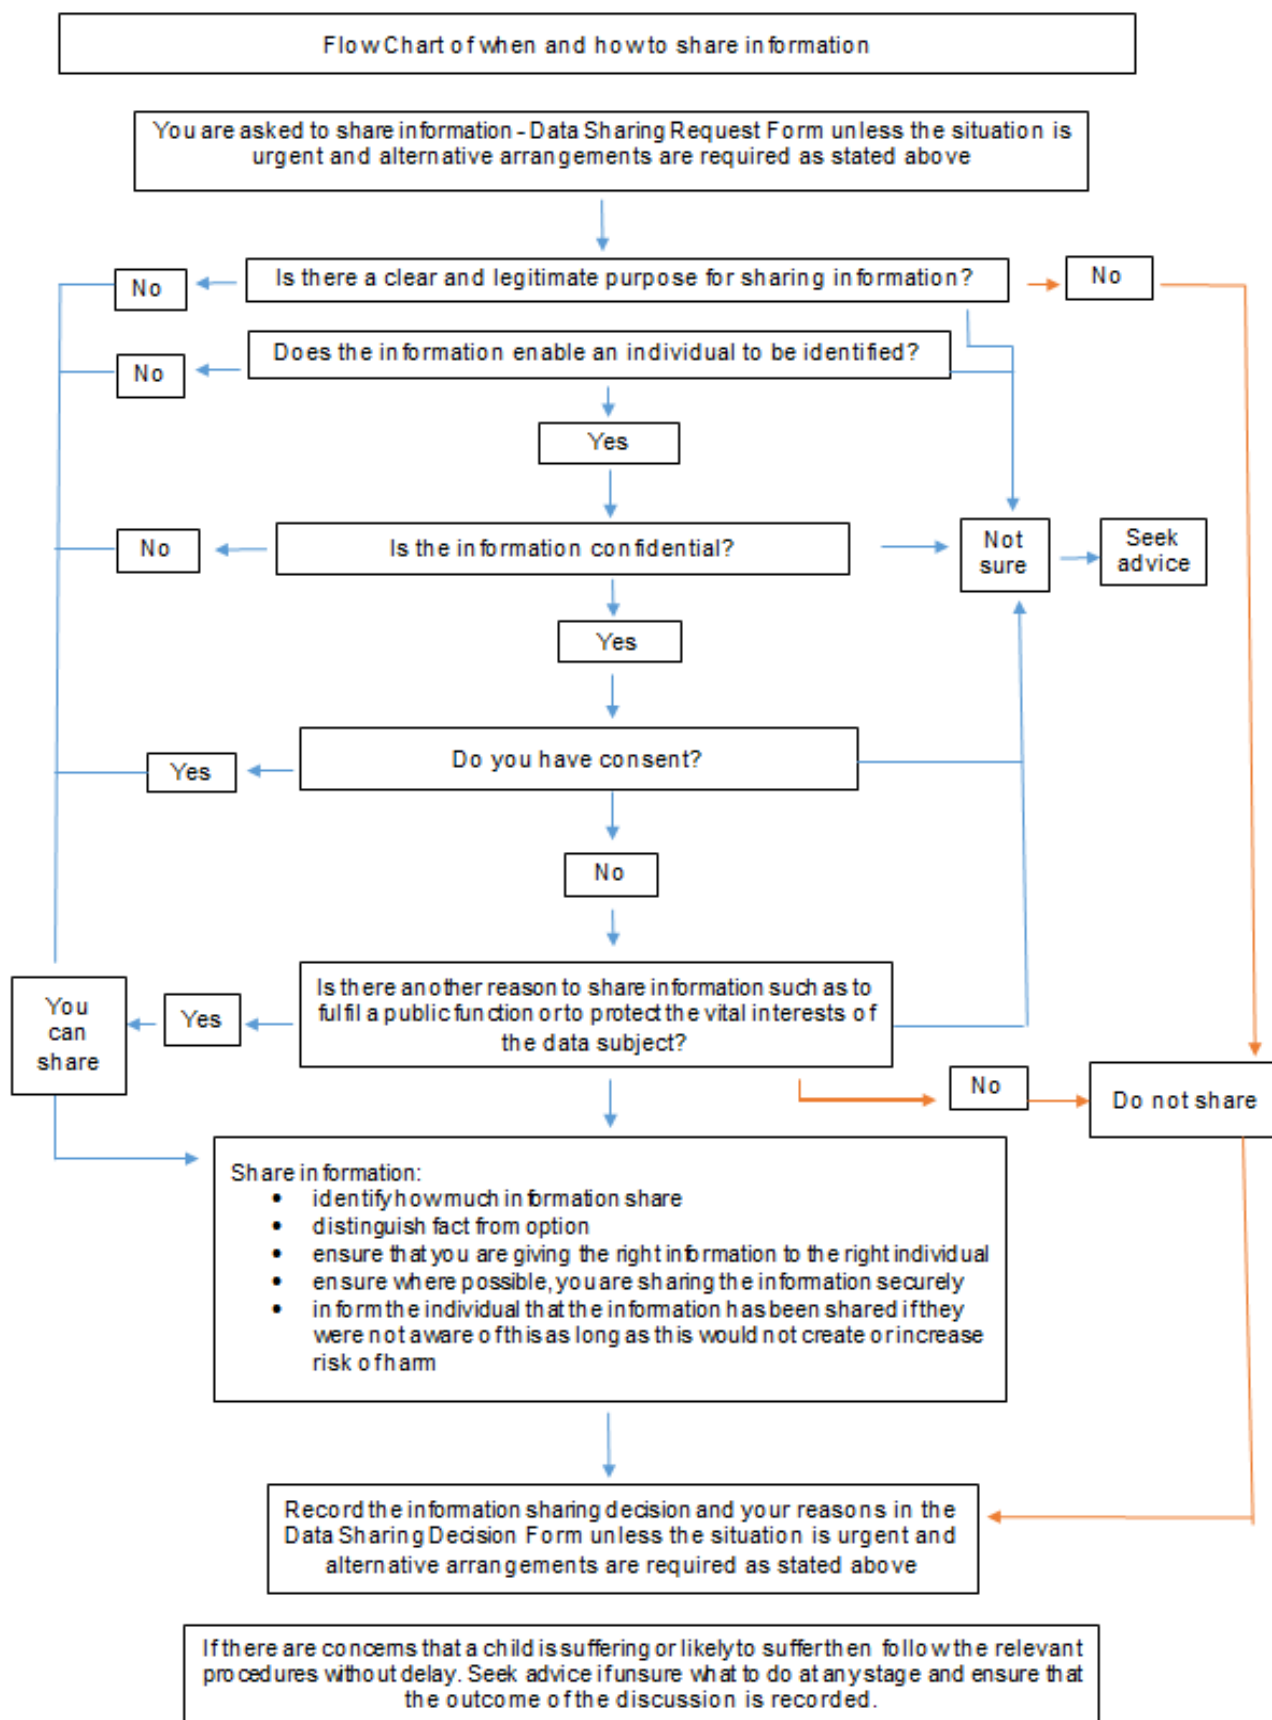 Flow Chart of when and how to share information
You are asked to share information - Data Sharing Request Form unless the situation is
urgent and alternative arrangements are required as stated above
Is there a clear and legitimate purpose for sharing information?
No
No
Does the information enable an individual to be identified?
No
Yes
Is the information confidential?
No
Not
sure
Seek
advice
Yes
Do you have consent?
Yes
No
Is there another reason to share information such as to
fulfil a public function or to protect the vital interests of
the data subject?
Yes
You
can
share
No
Do not share
Share information:
• identify how much information share
• distinguish fact from option
• ensure that you are giving the right information to the right individual
• ensure where possible, you are sharing the information securely
• inform the individual that the information has been shared if they
were not aware of this as long as this would not create or increase
risk of harm
Record the information sharing decision and your reasons in the
Data Sharing Decision Form unless the situation is urgent and
alternative arrangements are required as stated above
If there are concerns that a child is suffering or likely to suffer then follow the relevant
procedures without delay. Seek advice if unsure what to do at any stage and ensure that
the outcome of the discussion is recorded.